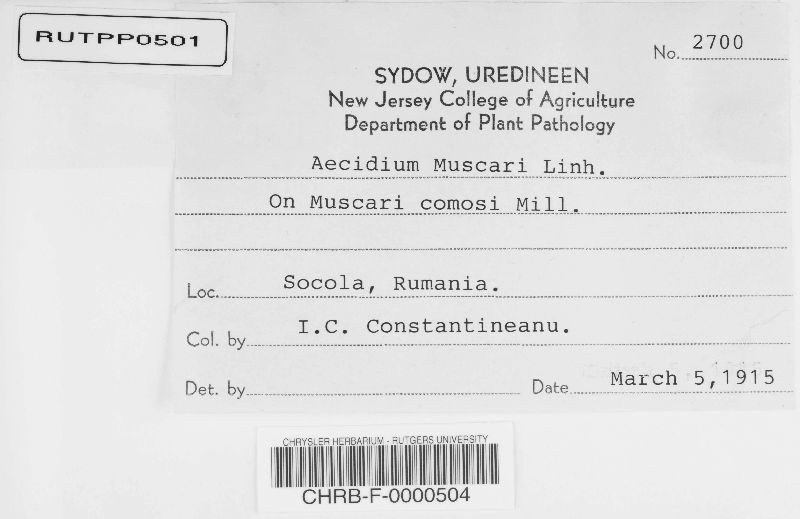 RUTPP0501
No. 2700
SYDOW, UREDINEEN
New Jersey College of Agriculture
Department of Plant Pathology
Aecidium Muscari Linh.
On Muscari comosi Mill.
Loc. Socola, Rumania.
Col. by I.C. Constantineanu.
Det. by Date March 5,1915
CHRYSLER HERBARIUM - RUTGERS UNIVERSITY
CHRB-F-0000504